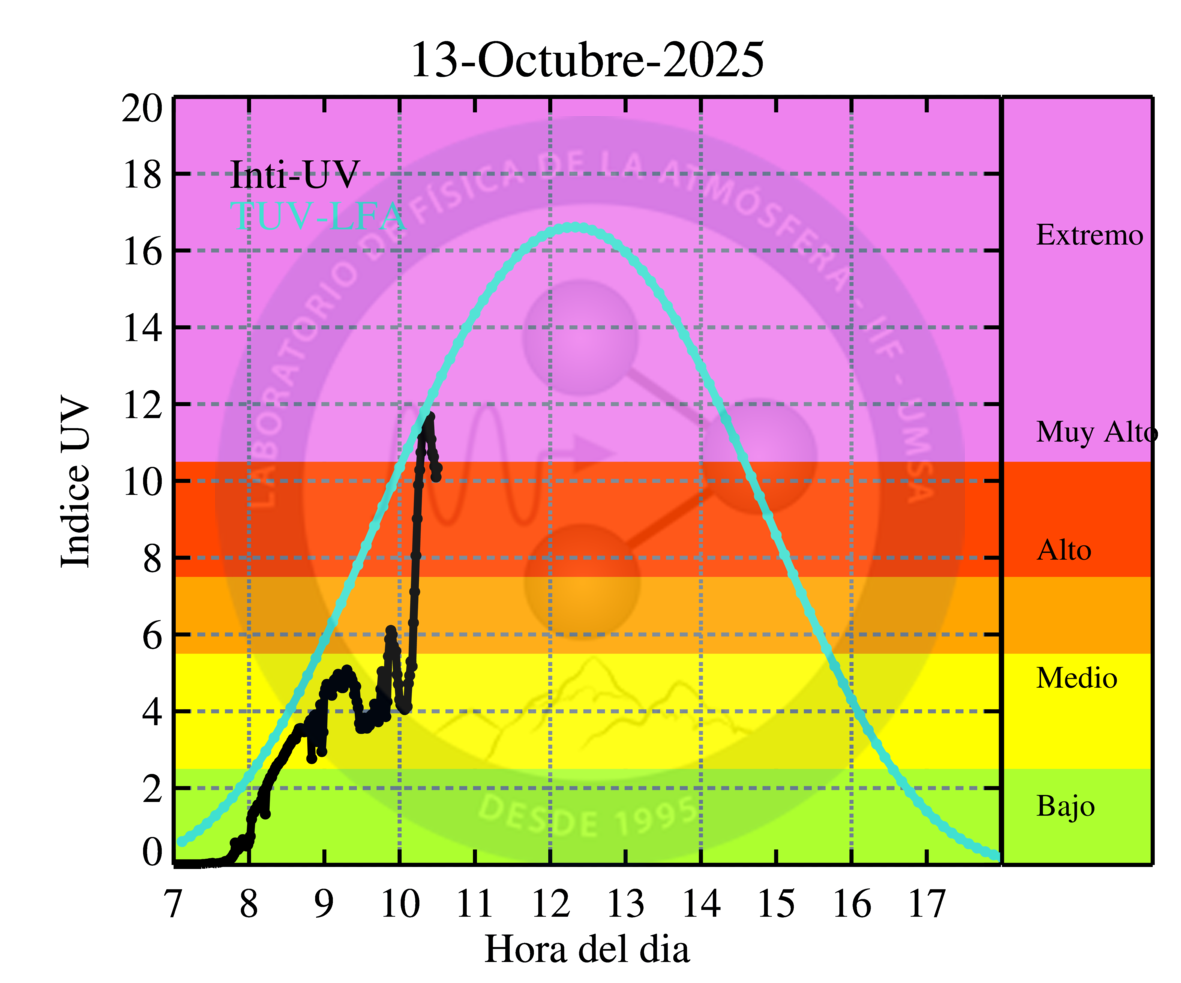 13-Octubre-2025
Indice UV
20
18
16
14
12
10
8
6
4
2
0
Inti-UV
TUV-LFA
LABORATORIO DE FÍSICA DE LA ATMÓSFERA - IIF - UMSA
DESDE 1995
Extremo
Muy Alto
Alto
Medio
Bajo
7 8 9 10 11 12 13 14 15 16 17
Hora del dia